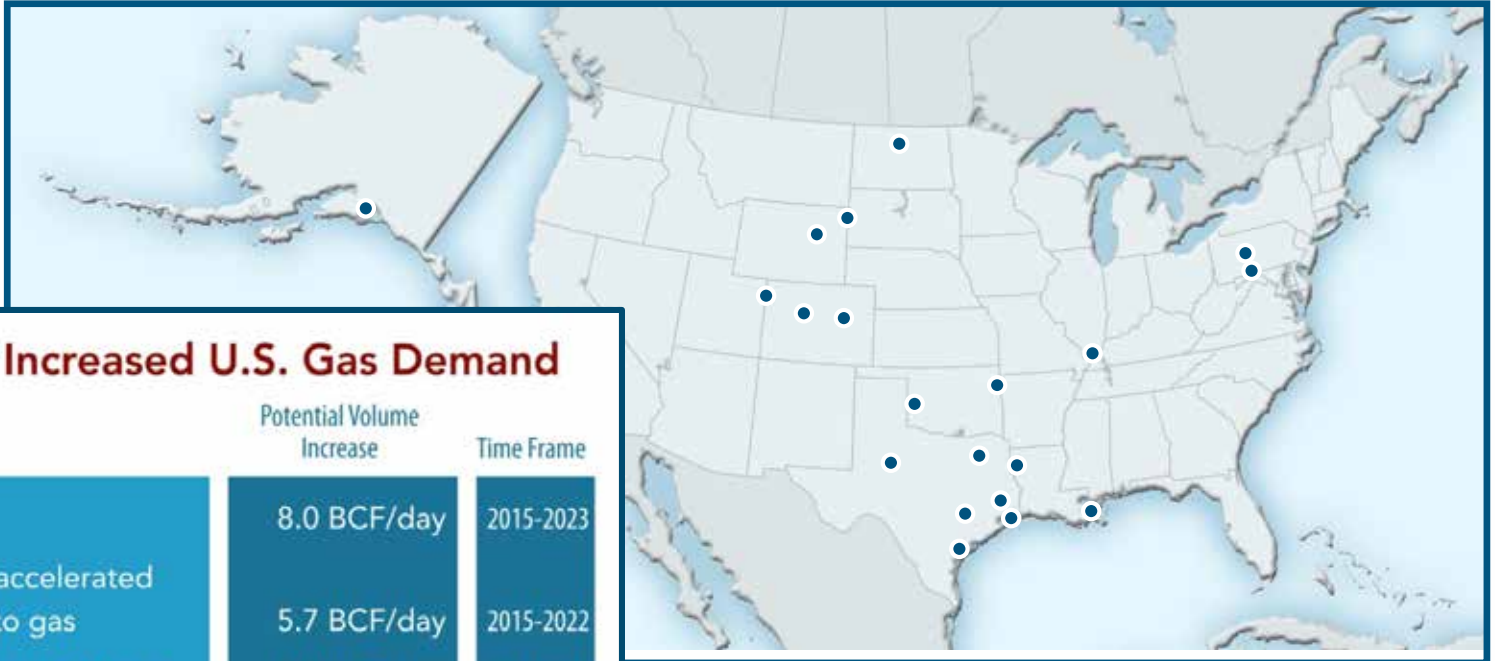 Increased U.S. Gas Demand
Potential Volume
Increase
Time Frame
8.0 BCF/day
2015-2023
accelerated
to gas
5.7 BCF/day
2015-2022